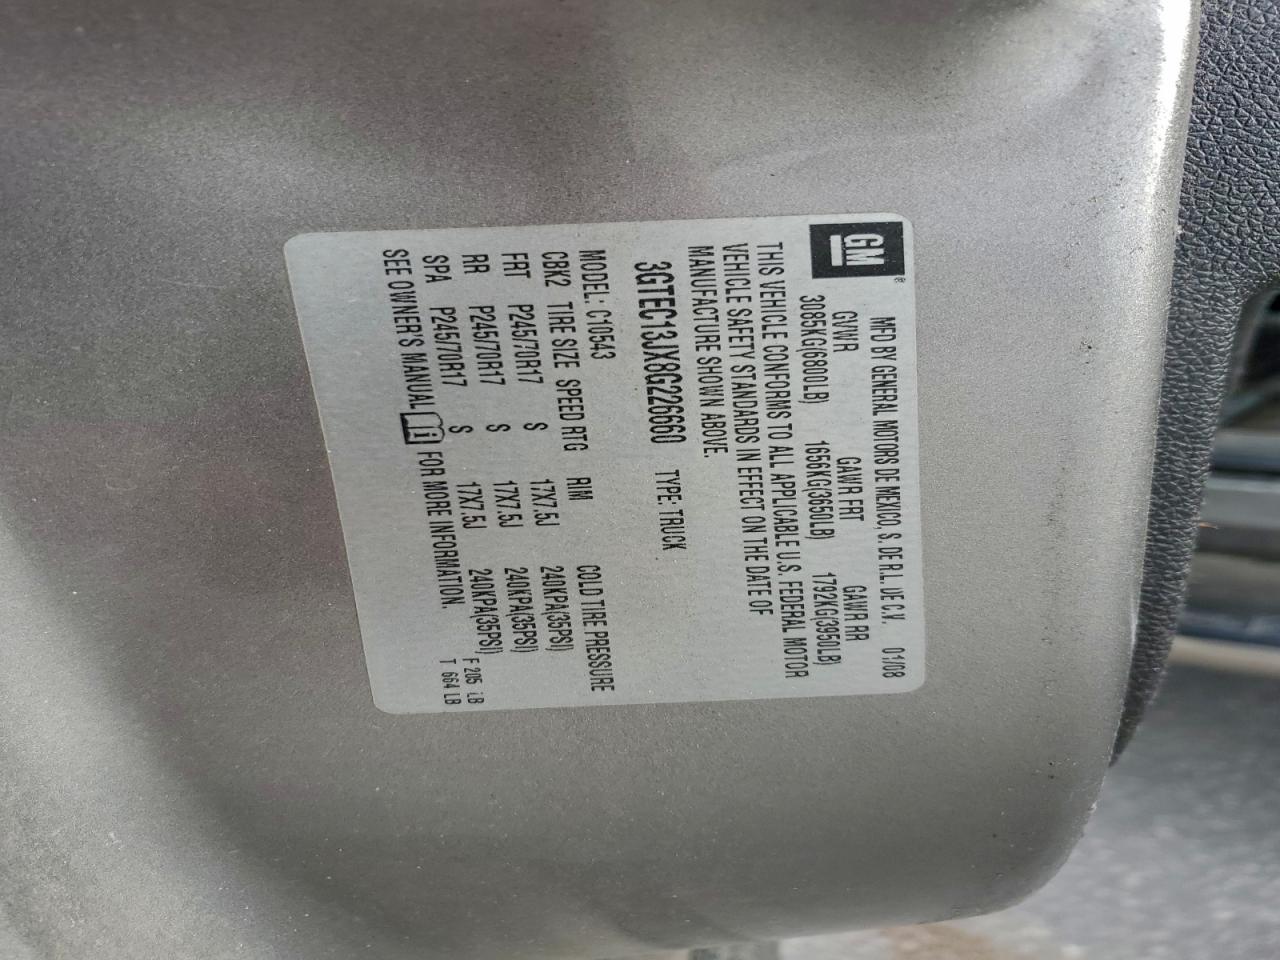 GM ®
MFD BY GENERAL MOTORS DE MEXICO, S. DE R.L. DE C.V. 01/08
GVWR GAWR FRT GAWR RR
3085KG(6800LB) 1656KG(3650LB) 1792KG(3950LB)
THIS VEHICLE CONFORMS TO ALL APPLICABLE U.S. FEDERAL MOTOR
VEHICLE SAFETY STANDARDS IN EFFECT ON THE DATE OF
MANUFACTURE SHOWN ABOVE.
3GTEC13JX8G226660 TYPE: TRUCK
MODEL: C10543
CBK2 TIRE SIZE SPEED RTG RIM COLD TIRE PRESSURE
FRT P245/70R17 S 17X7.5J 240KPA(35PSI)
RR P245/70R17 S 17X7.5J 240KPA(35PSI)
SPA P245/70R17 S 17X7.5J 240KPA(35PSI)
SEE OWNER'S MANUAL FOR MORE INFORMATION.
F 205 LB
T 664 LB